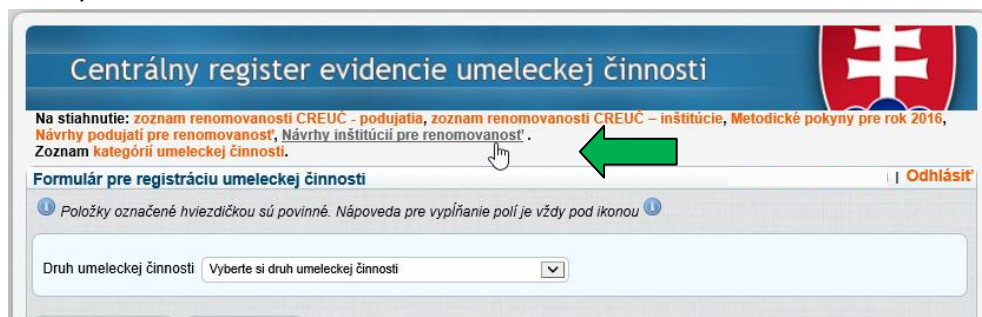 Centrálny register evidencie umeleckej činnosti
Na stiahnutie: zoznam renomovanosti CREUČ - podujatia, zoznam renomovanosti CREUČ – inštitúcie, Metodické pokyny pre rok 2016,
Návrhy podujatí pre renomovanosť, Návrhy inštitúcií pre renomovanosť .
Zoznam kategórií umeleckej činnosti.
Formulár pre registráciu umeleckej činnosti | Odhlásiť
Položky označené hviezdičkou sú povinné. Nápoveda pre vypĺňanie polí je vždy pod ikonou
Druh umeleckej činnosti Vyberte si druh umeleckej činnosti